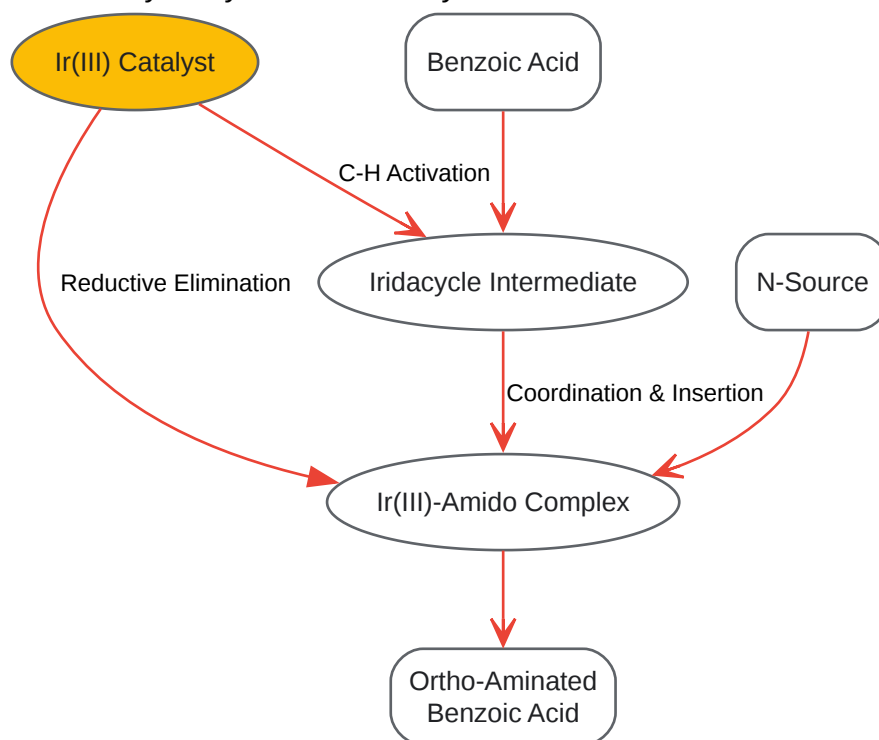 Ir(III) Catalyst
Benzoic Acid
C-H Activation
Reductive Elimination
Iridacycle Intermediate
N-Source
Coordination & Insertion
Ir(III)-Amido Complex
Ortho-Aminated
Benzoic Acid